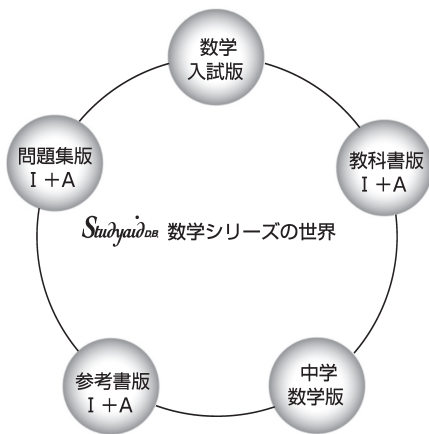 数学
入試版
問題集版
Ⅰ+A
教科書版
Ⅰ+A
Studyaid D.B. 数学シリーズの世界
参考書版
Ⅰ+A
中学
数学版